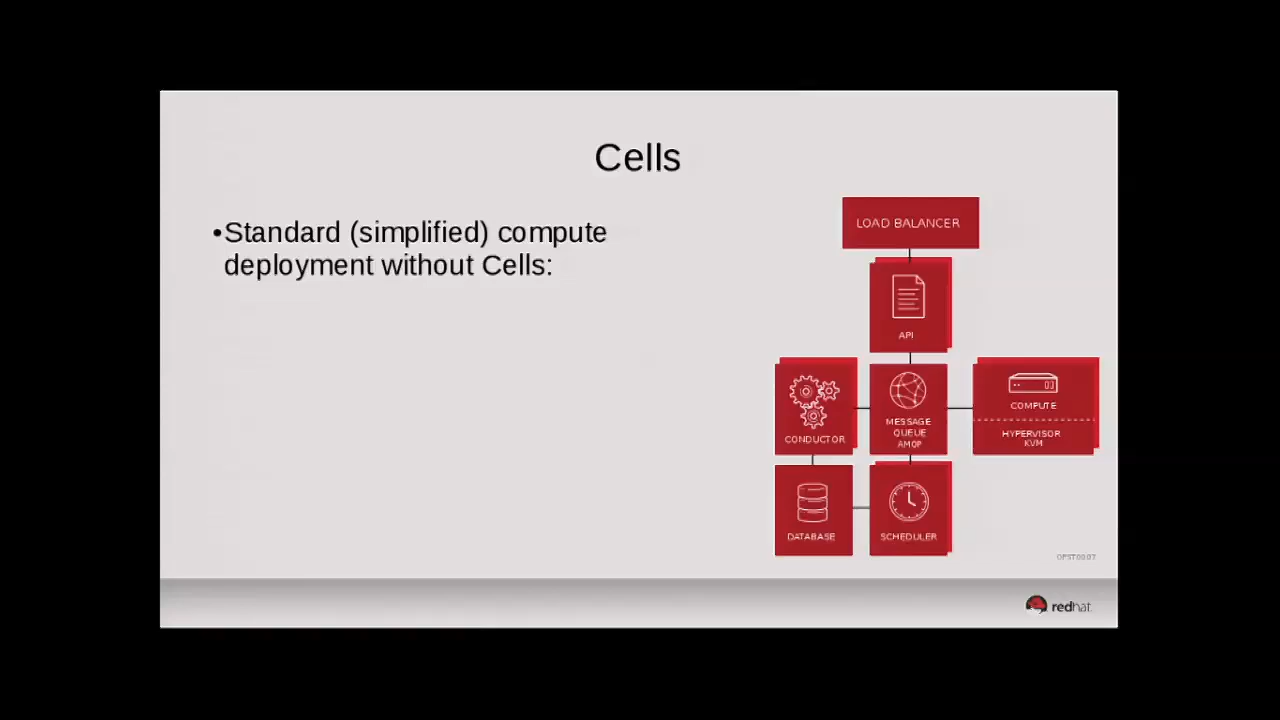 Cells
•Standard (simplified) compute
deployment without Cells:
LOAD BALANCER
API
CONDUCTOR
MESSAGE
QUEUE
AMQP
COMPUTE
HYPERVISOR
KVM
DATABASE
SCHEDULER
redhat.